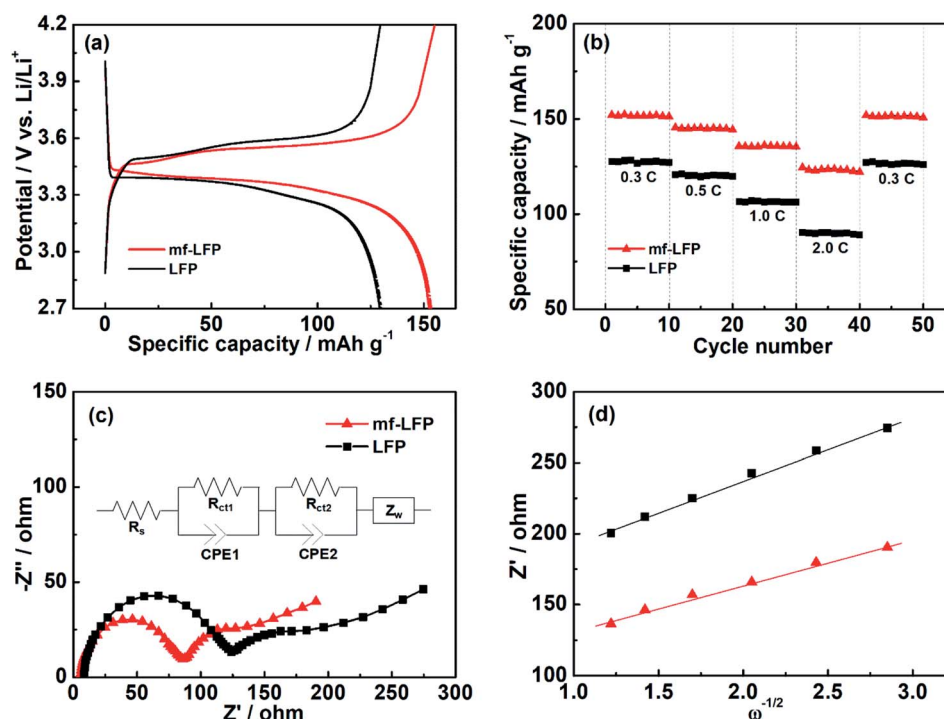 (a)
4.2
3.9
3.6
3.3
3.0
2.7
Potential / V vs. Li/Li⁺
mf-LFP
LFP
0 50 100 150
Specific capacity / mAh g⁻¹
(b)
200
150
100
50
Specific capacity / mAh g⁻¹
0.3 C
0.5 C
1.0 C
2.0 C
0.3 C
mf-LFP
LFP
0 10 20 30 40 50
Cycle number
(c)
150
100
50
0
-Z'' / ohm
mf-LFP
LFP
Rs
Rct1
CPE1
Rct2
CPE2
Zw
0 50 100 150 200 250 300
Z' / ohm
(d)
300
250
200
150
100
Z' / ohm
1.0 1.5 2.0 2.5 3.0
ω⁻¹/²